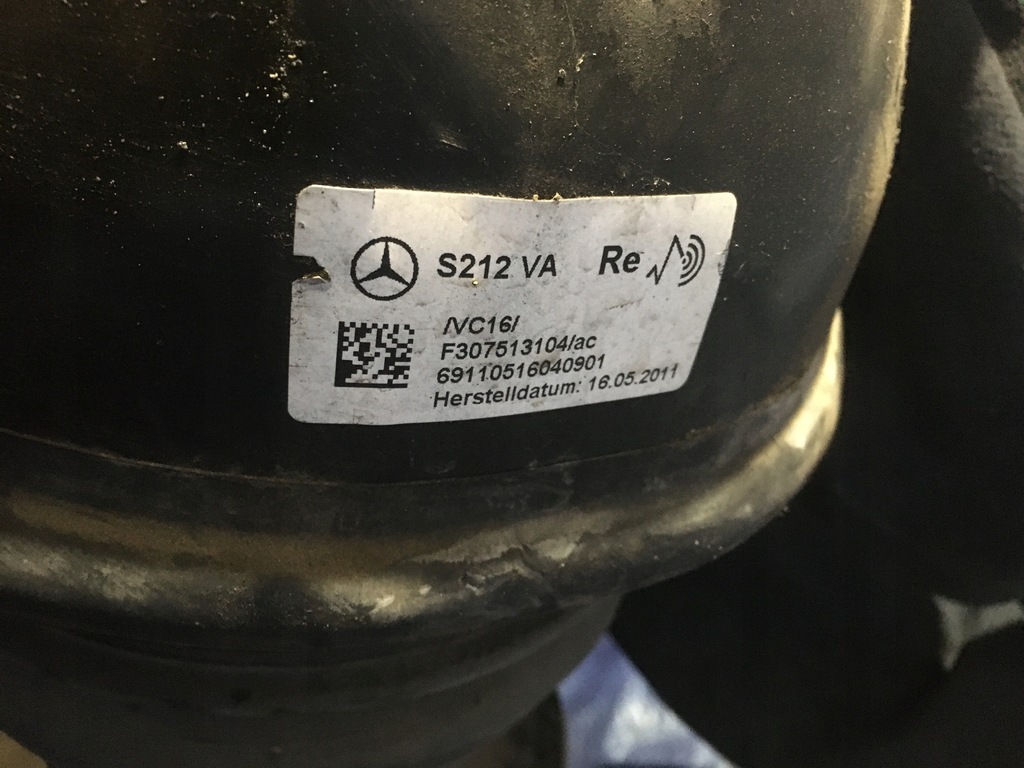 S212 VA Re
/VC16/
F307513104/ac
69110516040901
Herstelldatum: 16.05.2011